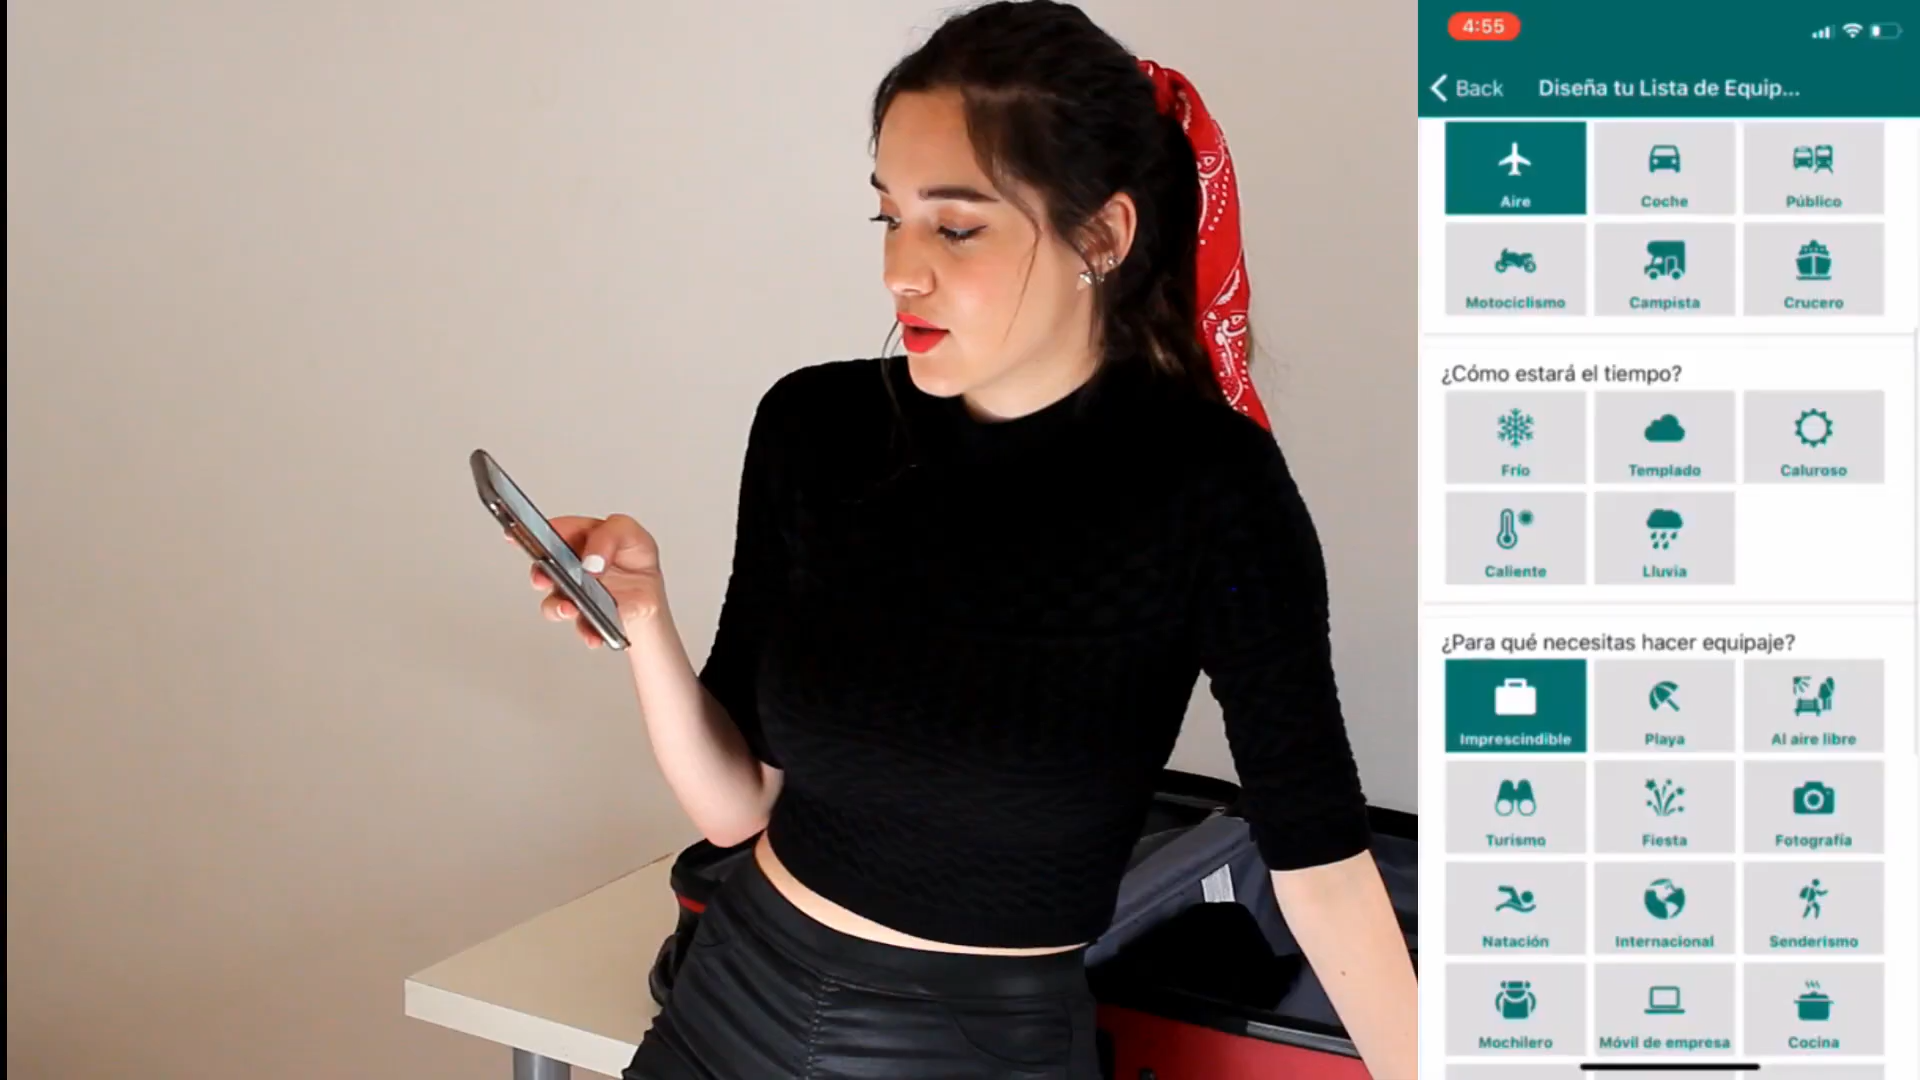 4:55
Back
Diseña tu Lista de Equip...
Aire
Coche
Público
Motociclismo
Campista
Crucero
¿Cómo estará el tiempo?
Frío
Templado
Caluroso
Caliente
Lluvia
¿Para qué necesitas hacer equipaje?
Imprescindible
Playa
Al aire libre
Turismo
Fiesta
Fotografía
Natación
Internacional
Senderismo
Mochilero
Móvil de empresa
Cocina